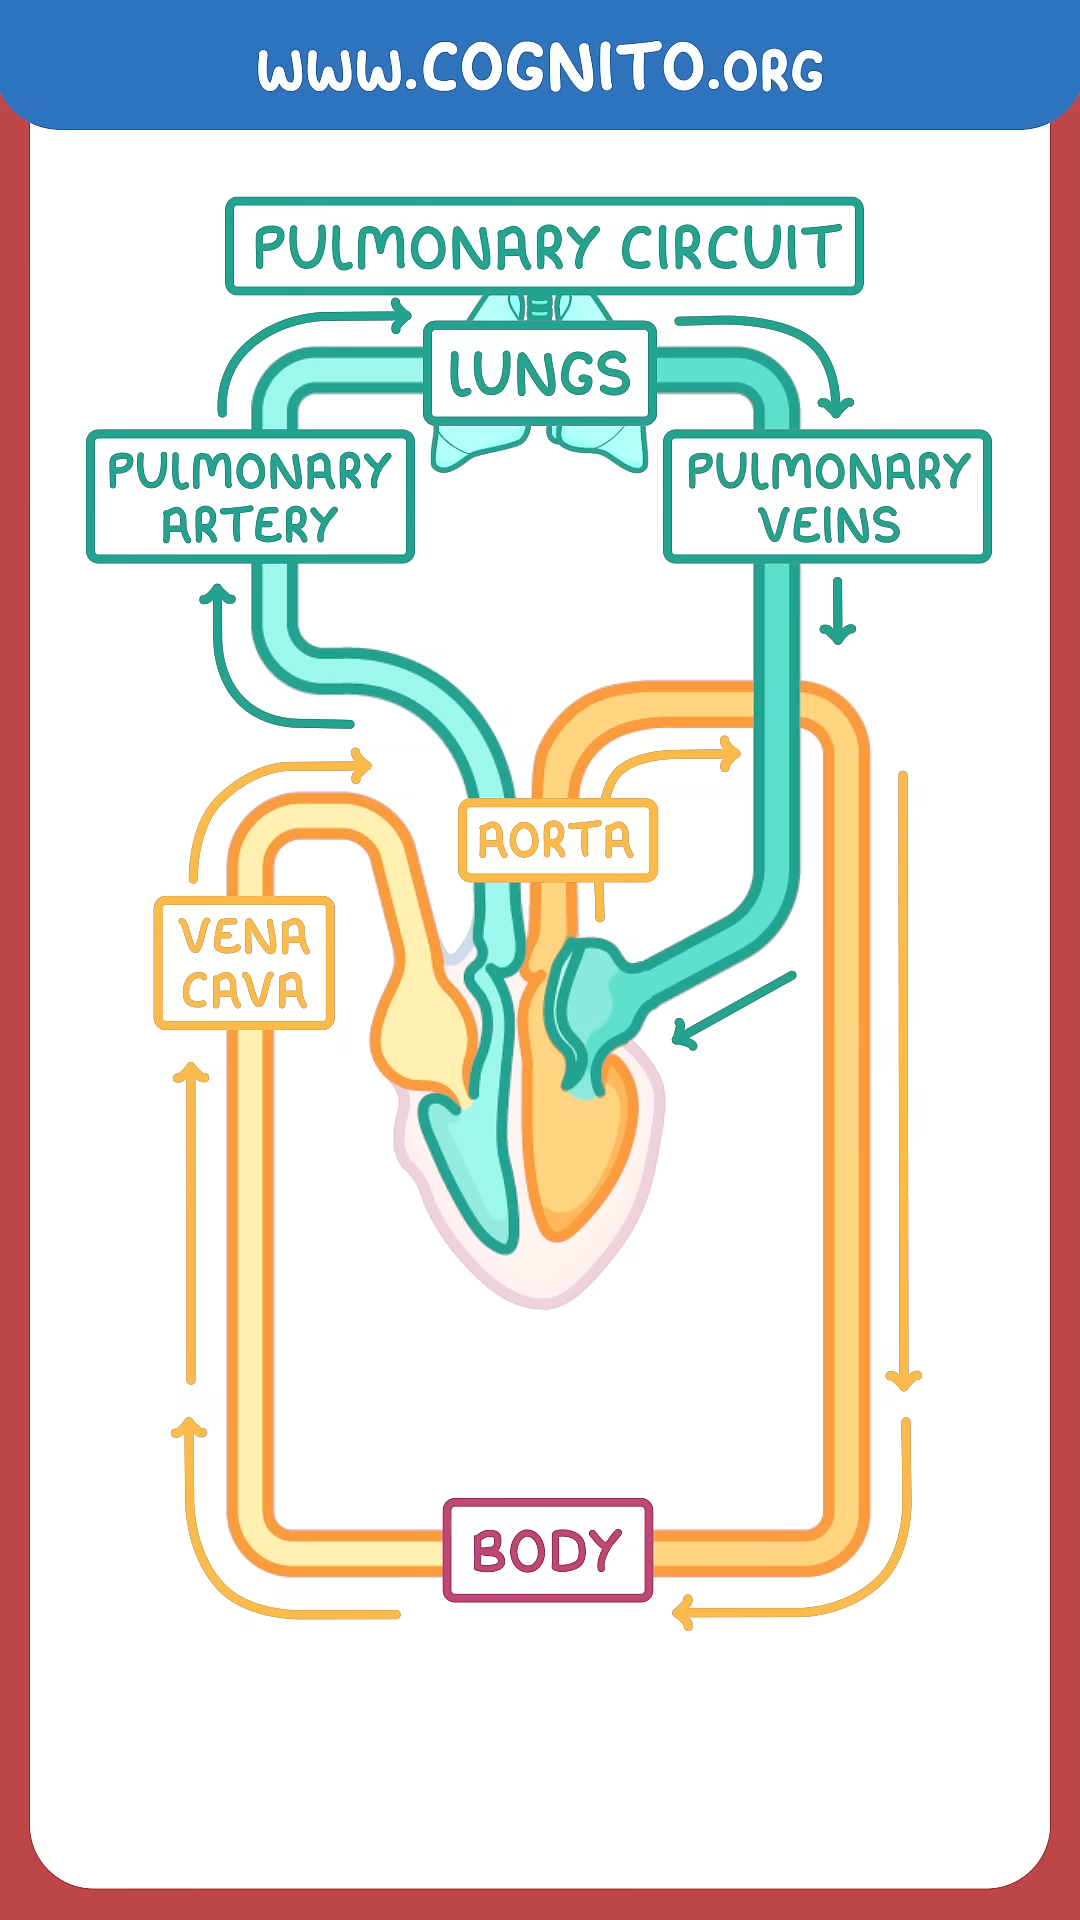 www.COGNITO.ORG
PULMONARY CIRCUIT
LUNGS
PULMONARY
ARTERY
PULMONARY
VEINS
AORTA
VENA
CAVA
BODY